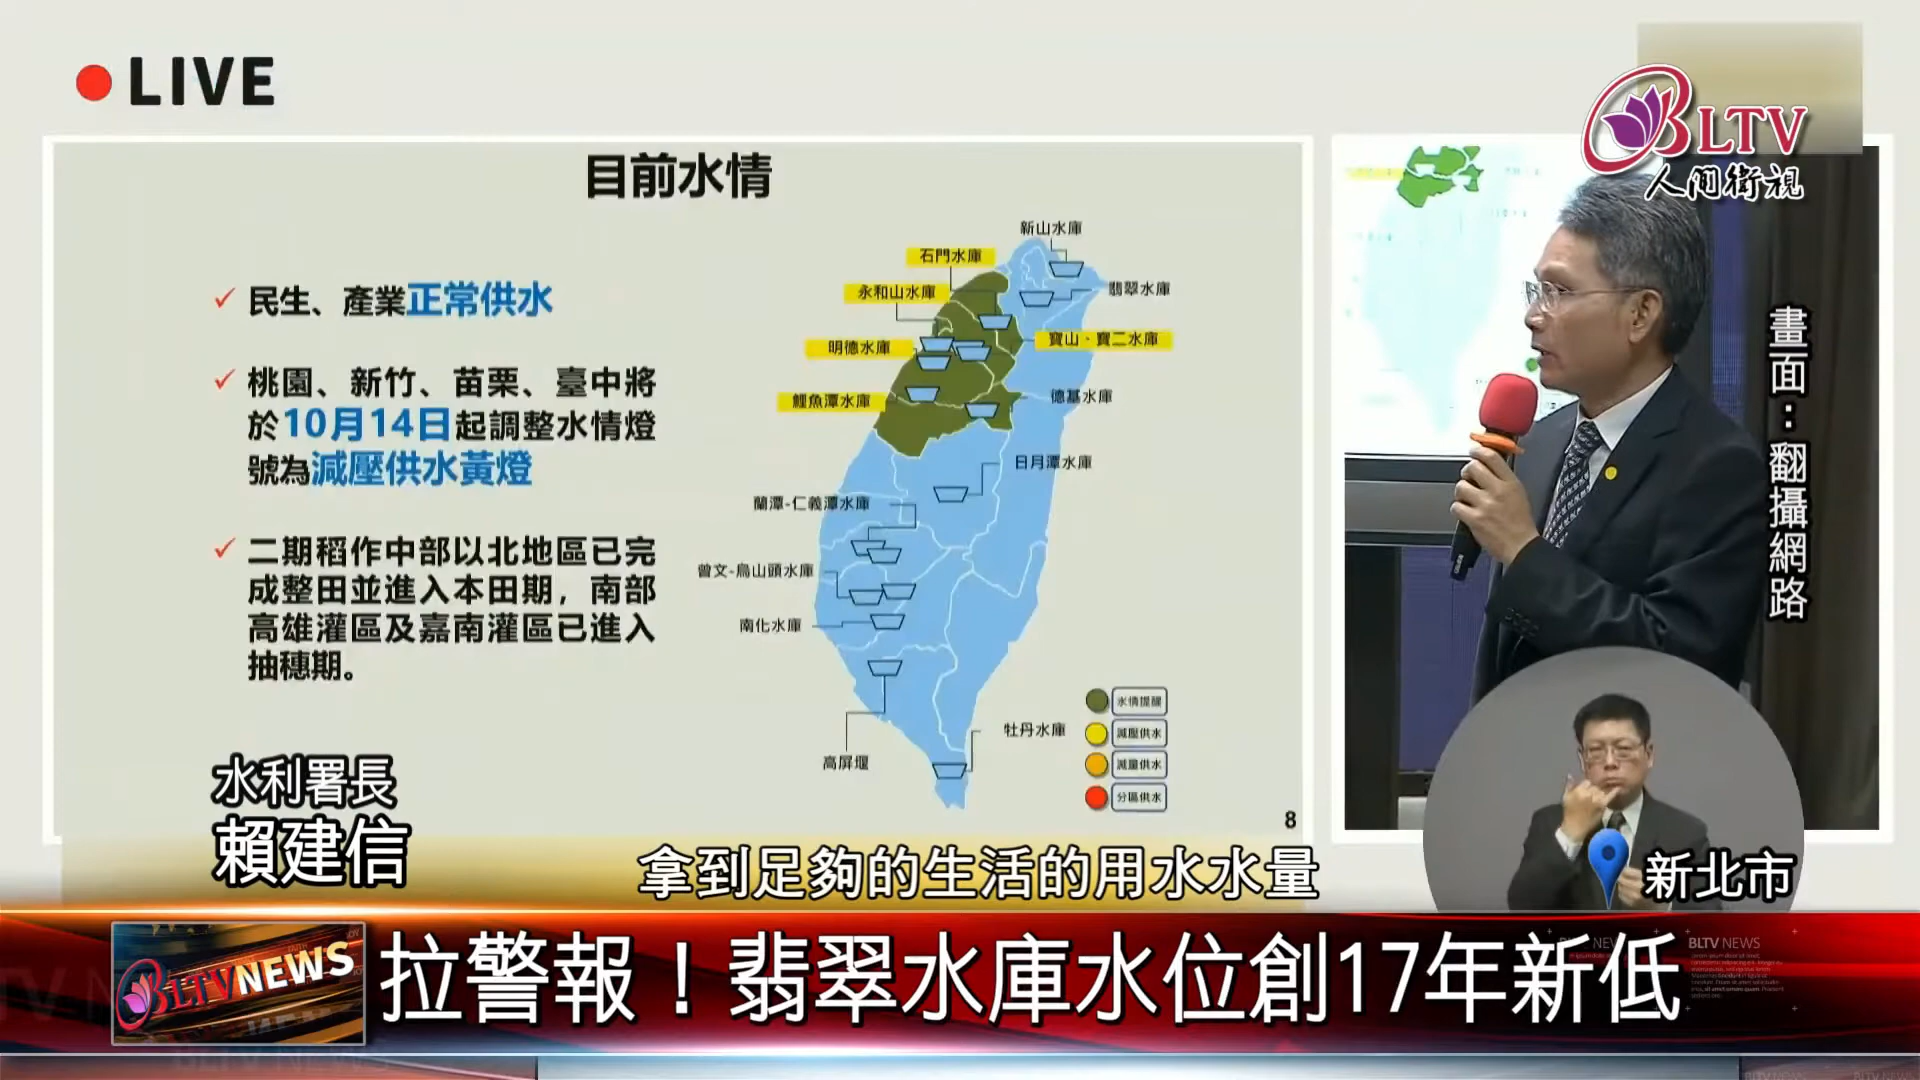 LIVE
BLTV
人間衛視
目前水情
民生、產業正常供水
桃園、新竹、苗栗、臺中將
於10月14日起調整水情燈
號為減壓供水黃燈
二期稻作中部以北地區已完
成整田並進入本田期，南部
高雄灌區及嘉南灌區已進入
抽穗期。
新山水庫
石門水庫
翡翠水庫
永和山水庫
寶山、寶二水庫
明德水庫
德基水庫
鯉魚潭水庫
日月潭水庫
蘭潭-仁義潭水庫
曾文-烏山頭水庫
南化水庫
牡丹水庫
高屏堰
水情提醒
減壓供水
減量供水
分區供水
8
畫面：翻攝網路
水利署長
賴建信
拿到足夠的生活的用水水量
新北市
BLTVNEWS
拉警報！翡翠水庫水位創17年新低
BLTV NEWS